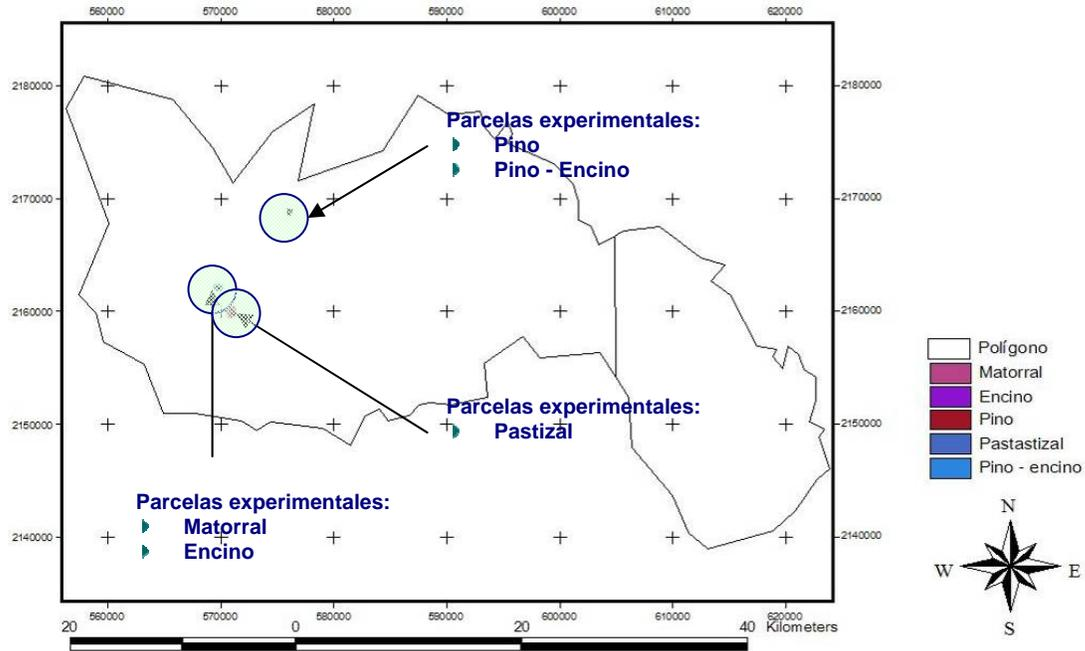 560000 570000 580000 590000 600000 610000 620000
2180000 2180000
Parcelas experimentales:
Pino
Pino - Encino
2170000 2170000
2160000 2160000
Parcelas experimentales:
Pastizal
2150000 2150000
Parcelas experimentales:
Matorral
Encino
2140000 2140000
560000 570000 580000 590000 600000 610000 620000
20 0 20 40 Kilometers
Polígono
Matorral
Encino
Pino
Pastastizal
Pino - encino
N
W E
S